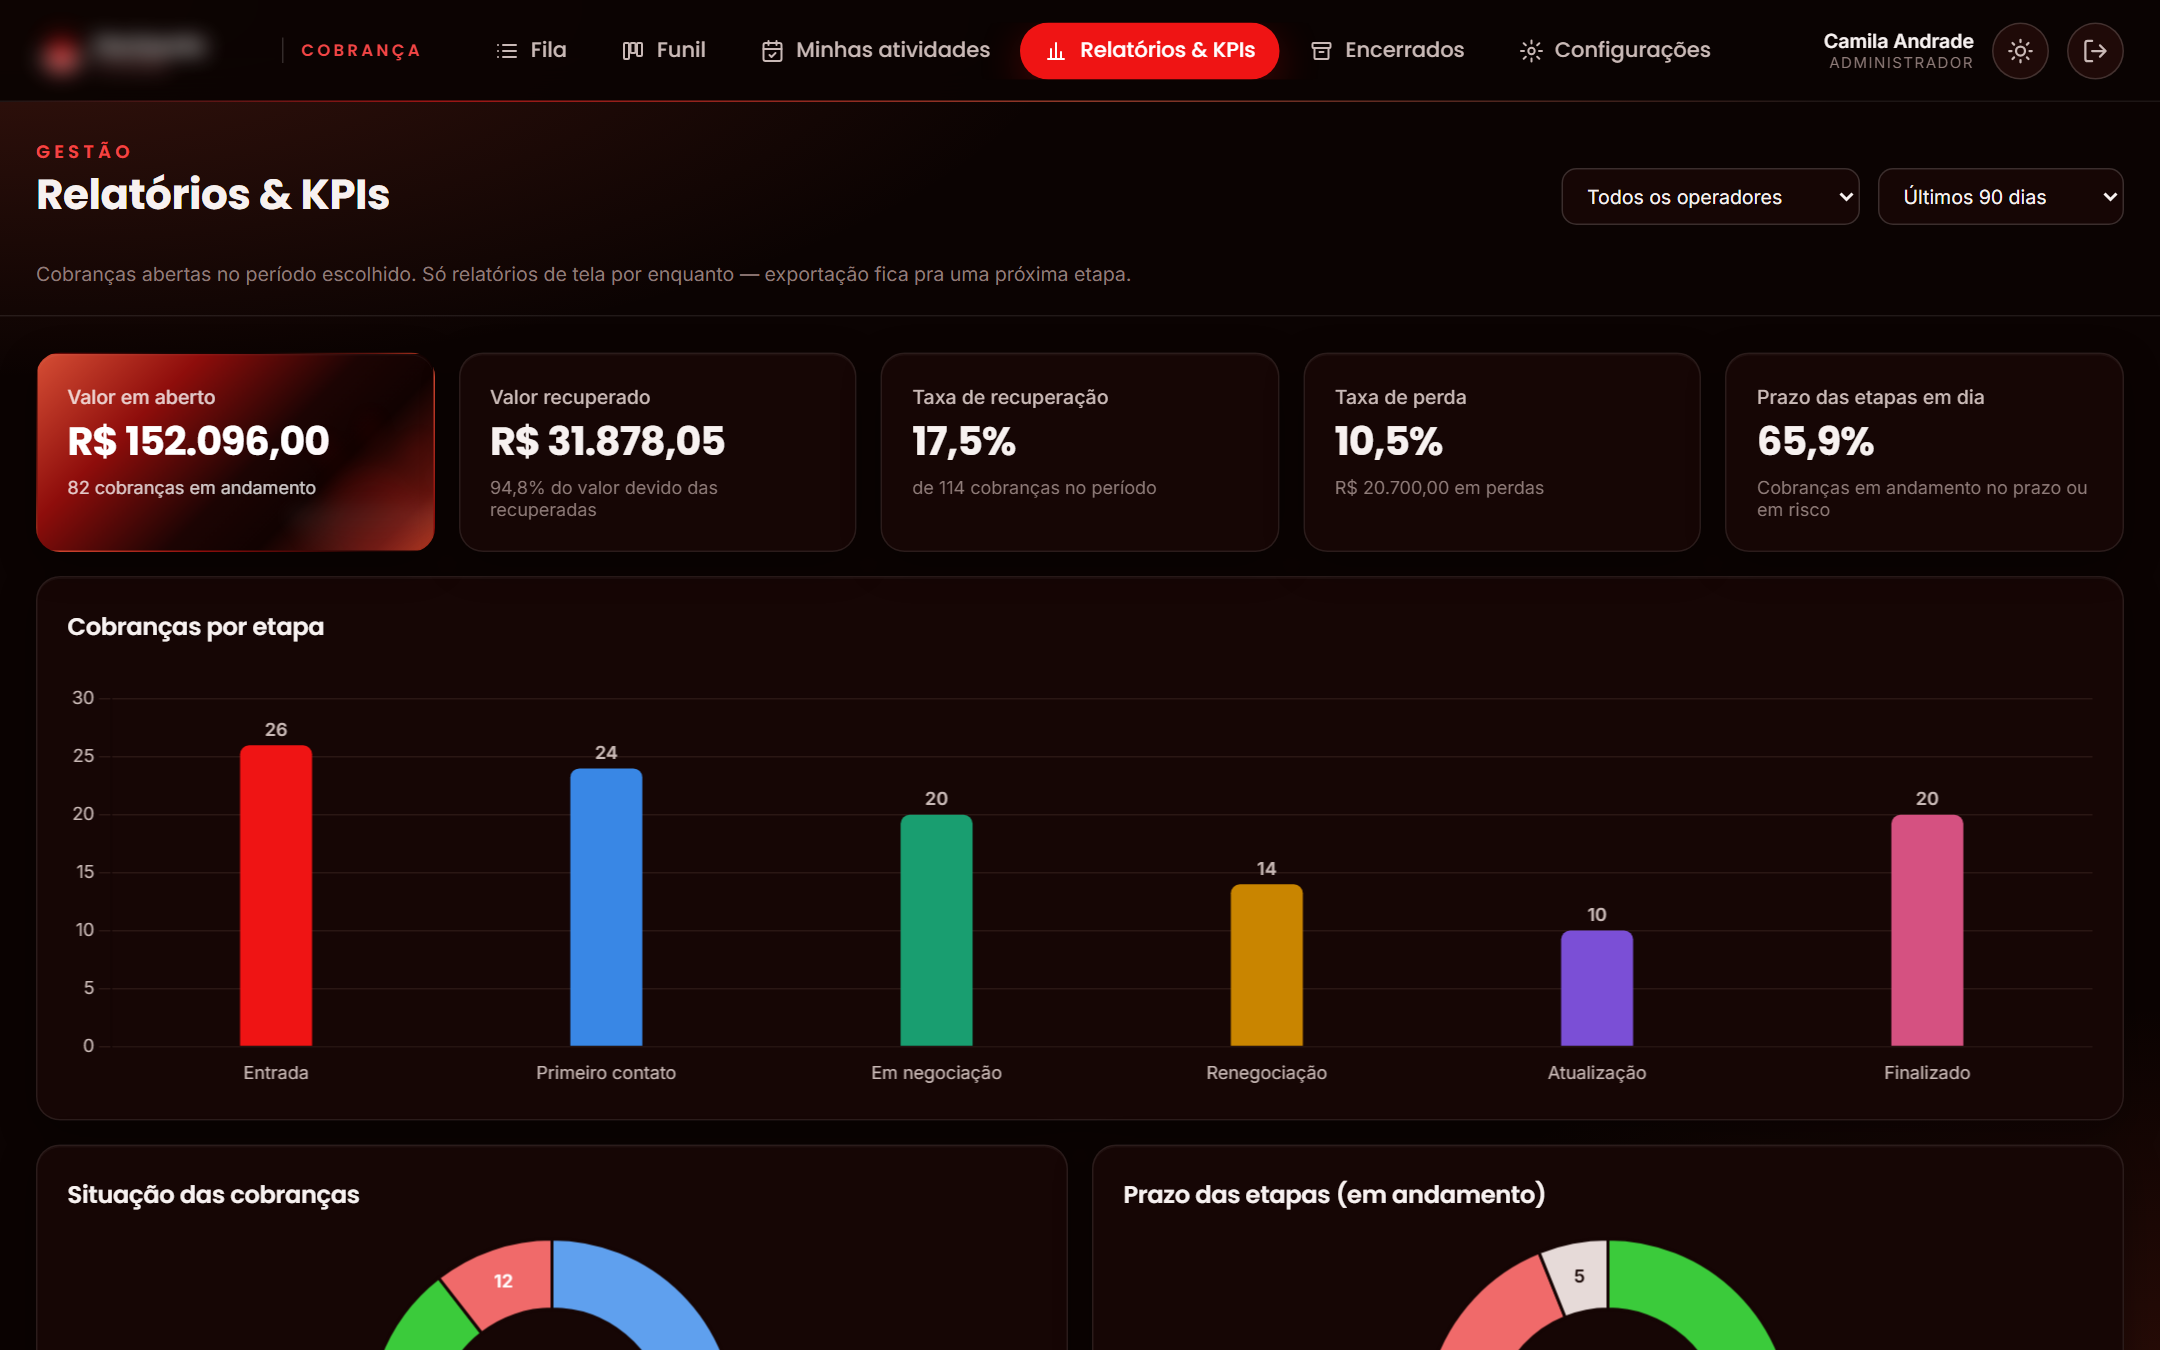 COBRANÇA
Fila
Funil
Minhas atividades
Relatórios & KPIs
Encerrados
Configurações
Camila Andrade
ADMINISTRADOR
GESTÃO
Relatórios & KPIs
Todos os operadores
Últimos 90 dias
Cobranças abertas no período escolhido. Só relatórios de tela por enquanto — exportação fica pra uma próxima etapa.
Valor em aberto
R$ 152.096,00
82 cobranças em andamento
Valor recuperado
R$ 31.878,05
94,8% do valor devido das
recuperadas
Taxa de recuperação
17,5%
de 114 cobranças no período
Taxa de perda
10,5%
R$ 20.700,00 em perdas
Prazo das etapas em dia
65,9%
Cobranças em andamento no prazo ou
em risco
Cobranças por etapa
30
25
20
15
10
5
0
26
24
20
14
10
20
Entrada
Primeiro contato
Em negociação
Renegociação
Atualização
Finalizado
Situação das cobranças
12
Prazo das etapas (em andamento)
5